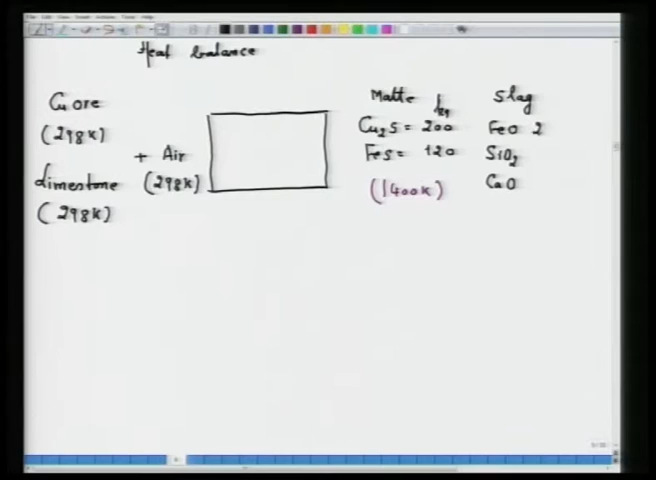 Heat balance
Cu ore
(298K)
Limestone
(298K)
+ Air
(298K)
Matte kg
Cu2S = 200
FeS = 120
(1400K)
Slag
FeO 2
SiO2
CaO